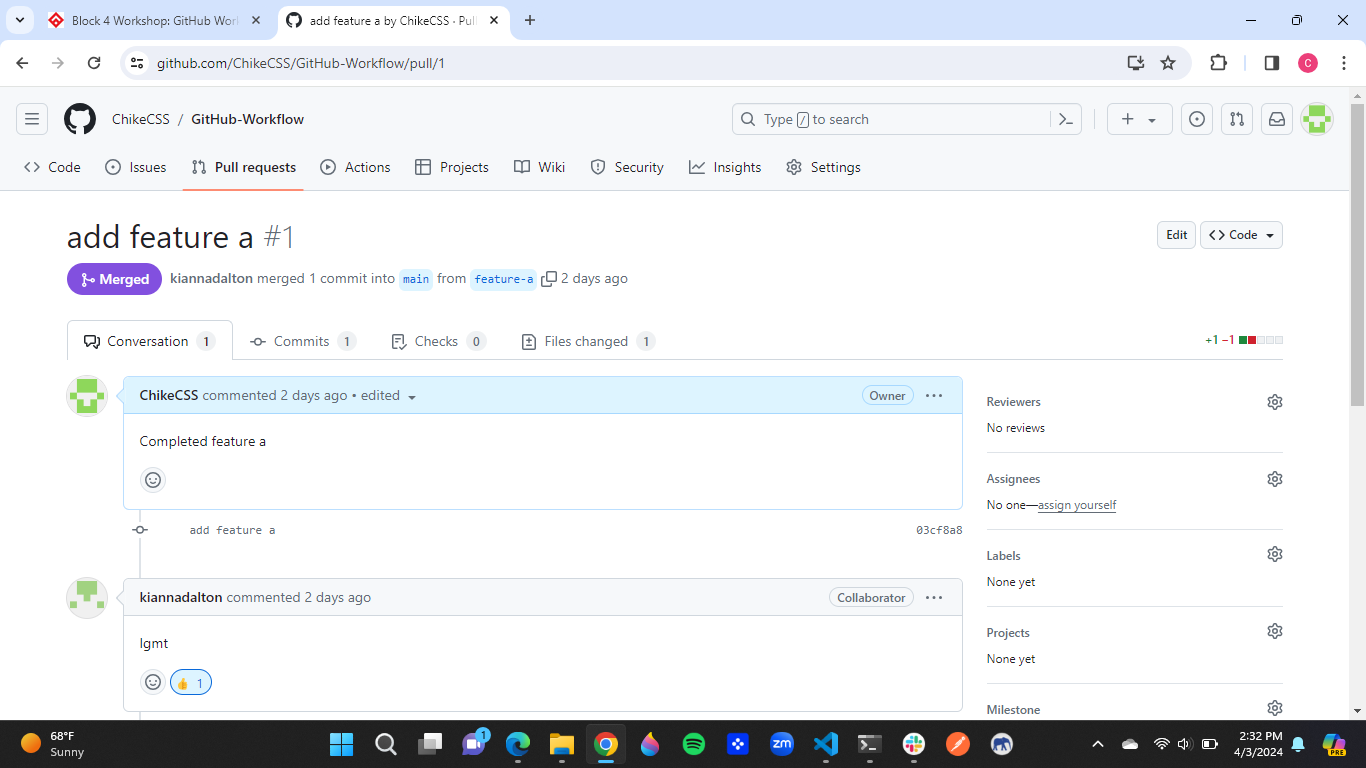 Block 4 Workshop: GitHub Wor
add feature a by ChikeCSS · Pull
github.com/ChikeCSS/GitHub-Workflow/pull/1
C
ChikeCSS / GitHub-Workflow
Type / to search
Code
Issues
Pull requests
Actions
Projects
Wiki
Security
Insights
Settings
add feature a #1
Edit
<> Code
Merged
kiannadalton merged 1 commit into main from feature-a 2 days ago
Conversation 1
Commits 1
Checks 0
Files changed 1
+1 −1
ChikeCSS commented 2 days ago • edited
Owner
Completed feature a
add feature a
03cf8a8
kiannadalton commented 2 days ago
Collaborator
lgmt
👍 1
Reviewers
No reviews
Assignees
No one—assign yourself
Labels
None yet
Projects
None yet
Milestone
68°F
Sunny
1
zm
2:32 PM
4/3/2024
PRE